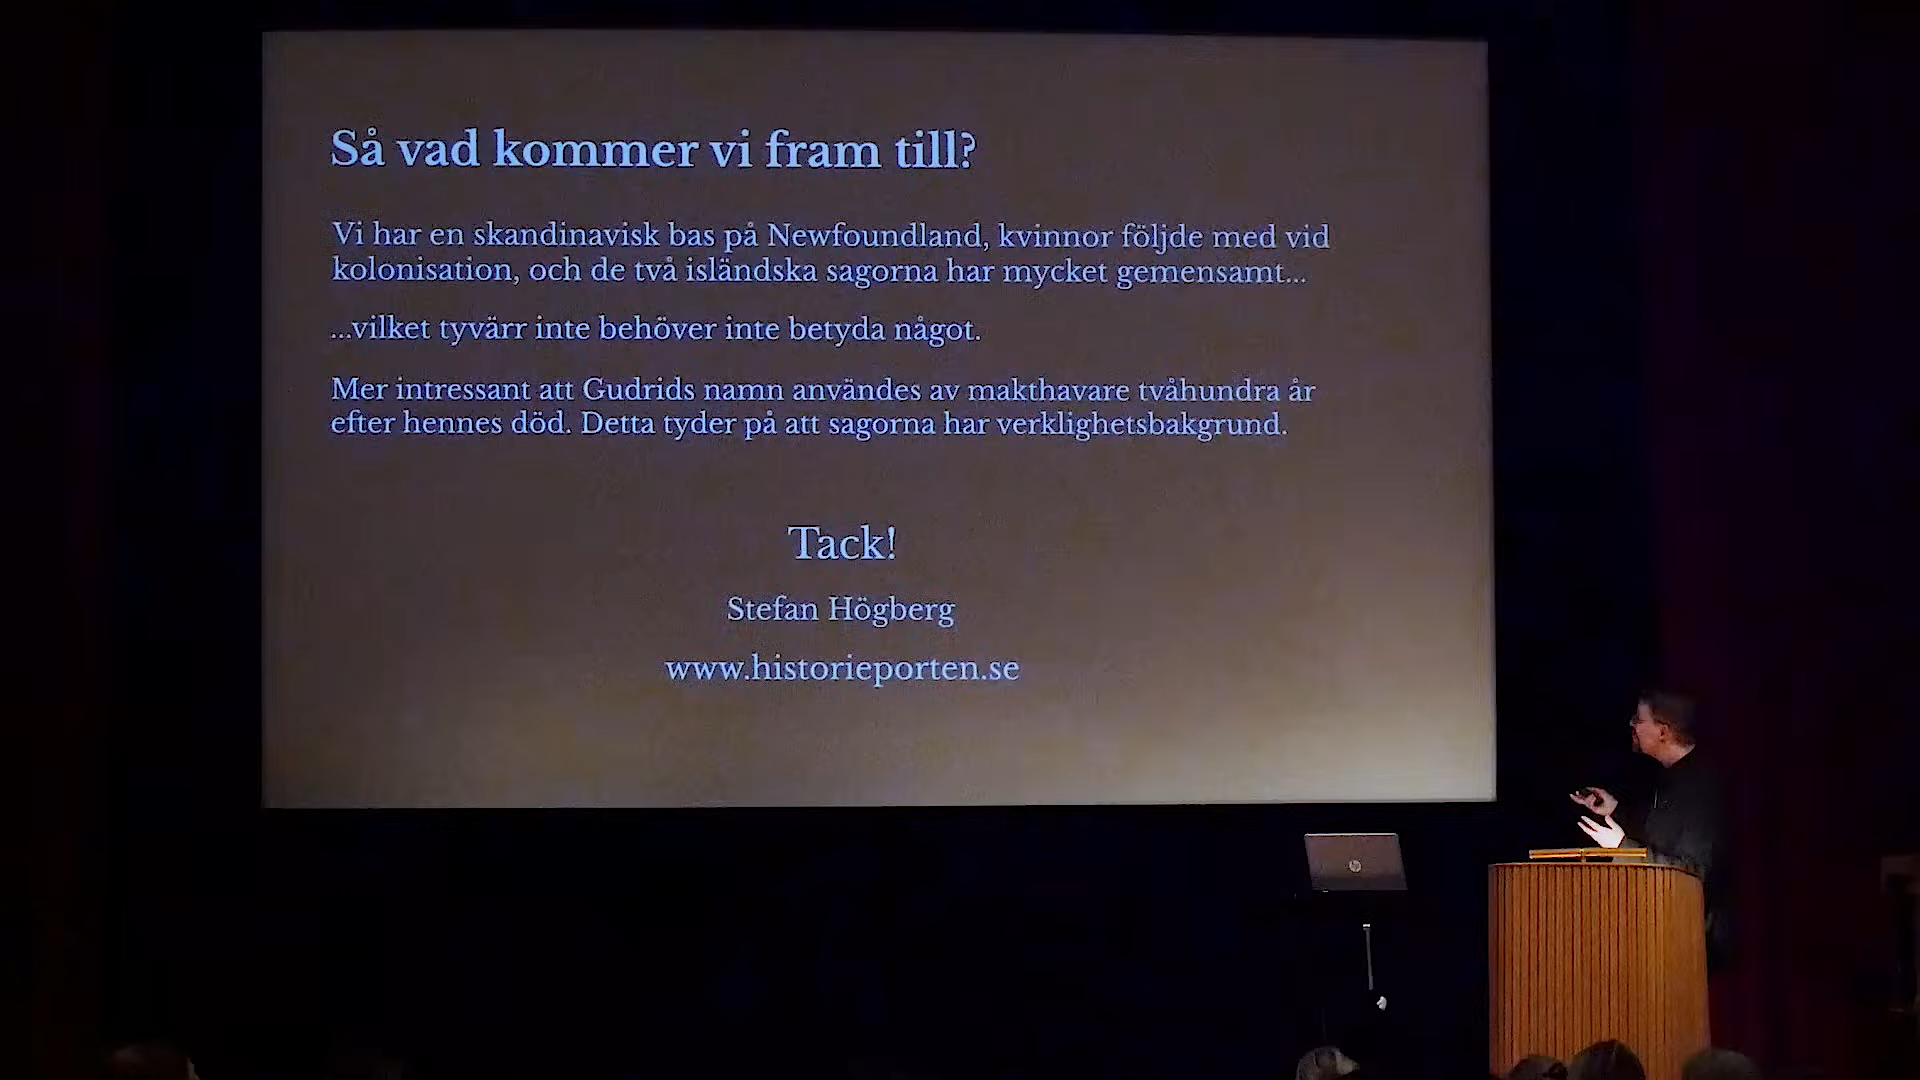 Så vad kommer vi fram till?
Vi har en skandinavisk bas på Newfoundland, kvinnor följde med vid
kolonisation, och de två isländska sagorna har mycket gemensamt...
...vilket tyvärr inte behöver inte betyda något.
Mer intressant att Gudrids namn användes av makthavare tvåhundra år
efter hennes död. Detta tyder på att sagorna har verklighetsbakgrund.
Tack!
Stefan Högberg
www.historieporten.se
hp